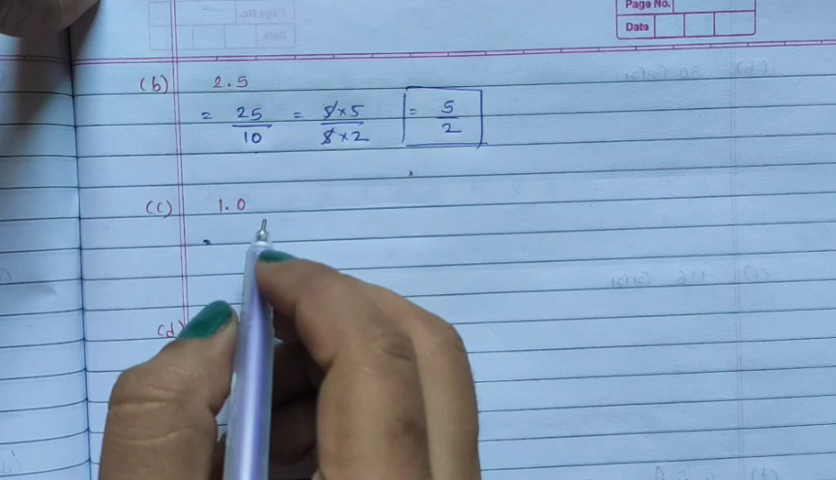 Page No.
Date
(b) 2.5
= 25/10 = 5×5/5×2 = 5/2
(c) 1.0
=
(d)